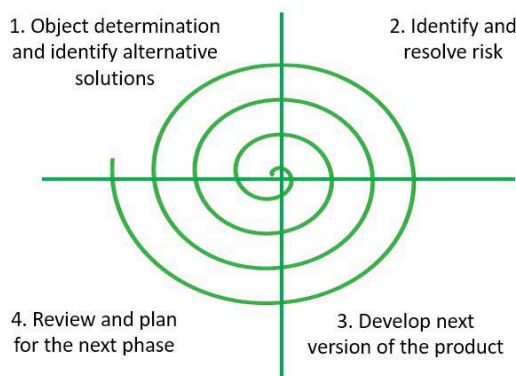 1. Object determination
and identify alternative
solutions
2. Identify and
resolve risk
4. Review and plan
for the next phase
3. Develop next
version of the product